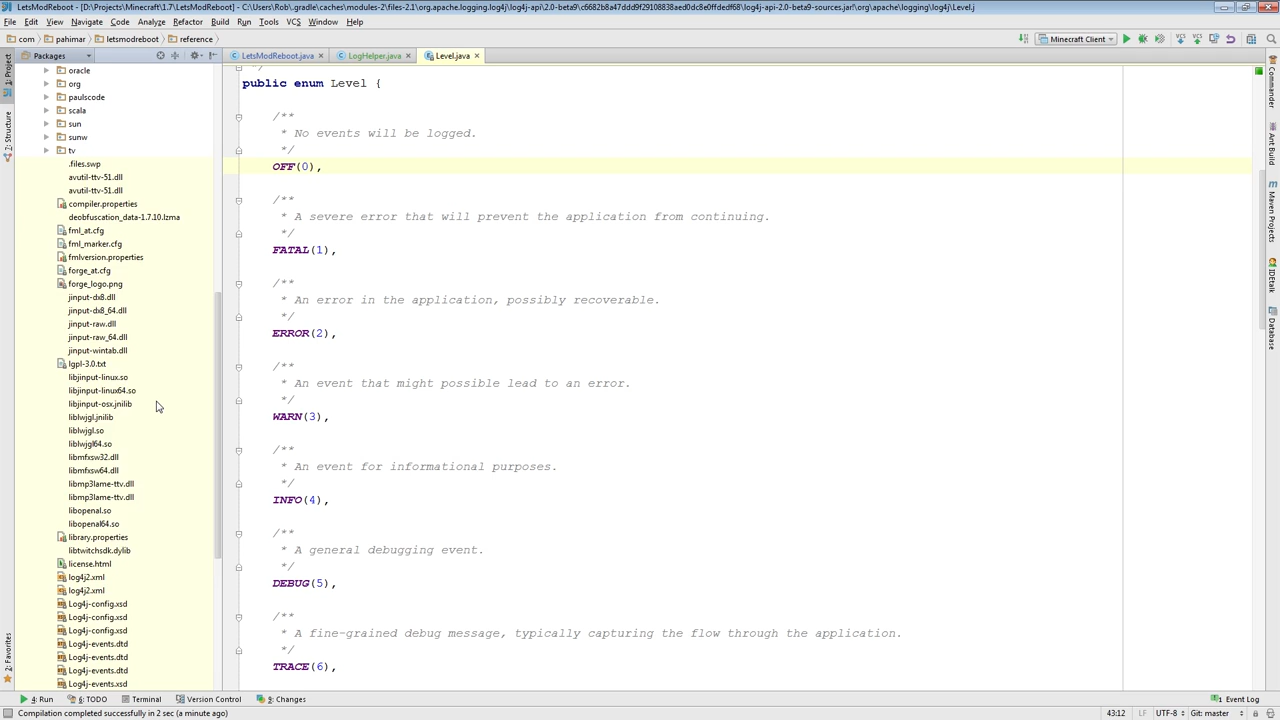 LetsModReboot - [D:\Projects\Minecraft\1.7\LetsModReboot] - C:\Users\Rob\.gradle\caches\modules-2\files-2.1\org.apache.logging.log4j\log4j-api\2.0-beta9\c6682b8a47ddd9f29108838aed0dc8e0ffdedf68\log4j-api-2.0-beta9-sources.jar!\org\apache\logging\log4j\Level.j
File Edit View Navigate Code Analyze Refactor Build Run Tools VCS Window Help
com pahimar letsmodreboot reference Minecraft Client
Packages LetsModReboot.java LogHelper.java Level.java
1: Project
7: Structure
2: Favorites
Commander
Ant Build
Maven Projects
IDEtalk
Database
oracle
org
paulscode
scala
sun
sunw
tv
.files.swp
avutil-ttv-51.dll
avutil-ttv-51.dll
compiler.properties
deobfuscation_data-1.7.10.lzma
fml_at.cfg
fml_marker.cfg
fmlversion.properties
forge_at.cfg
forge_logo.png
jinput-dx8.dll
jinput-dx8_64.dll
jinput-raw.dll
jinput-raw_64.dll
jinput-wintab.dll
lgpl-3.0.txt
libjinput-linux.so
libjinput-linux64.so
libjinput-osx.jnilib
liblwjgl.jnilib
liblwjgl.so
liblwjgl64.so
libmfxsw32.dll
libmfxsw64.dll
libmp3lame-ttv.dll
libmp3lame-ttv.dll
libopenal.so
libopenal64.so
library.properties
libtwitchsdk.dylib
license.html
log4j2.xml
log4j2.xml
Log4j-config.xsd
Log4j-config.xsd
Log4j-config.xsd
Log4j-events.dtd
Log4j-events.dtd
Log4j-events.dtd
Log4j-events.xsd
*/
public enum Level {
/**
* No events will be logged.
*/
OFF(0),
/**
* A severe error that will prevent the application from continuing.
*/
FATAL(1),
/**
* An error in the application, possibly recoverable.
*/
ERROR(2),
/**
* An event that might possible lead to an error.
*/
WARN(3),
/**
* An event for informational purposes.
*/
INFO(4),
/**
* A general debugging event.
*/
DEBUG(5),
/**
* A fine-grained debug message, typically capturing the flow through the application.
*/
TRACE(6),
4: Run 6: TODO Terminal Version Control 9: Changes Event Log
Compilation completed successfully in 2 sec (a minute ago) 43:12 LF UTF-8 Git: master